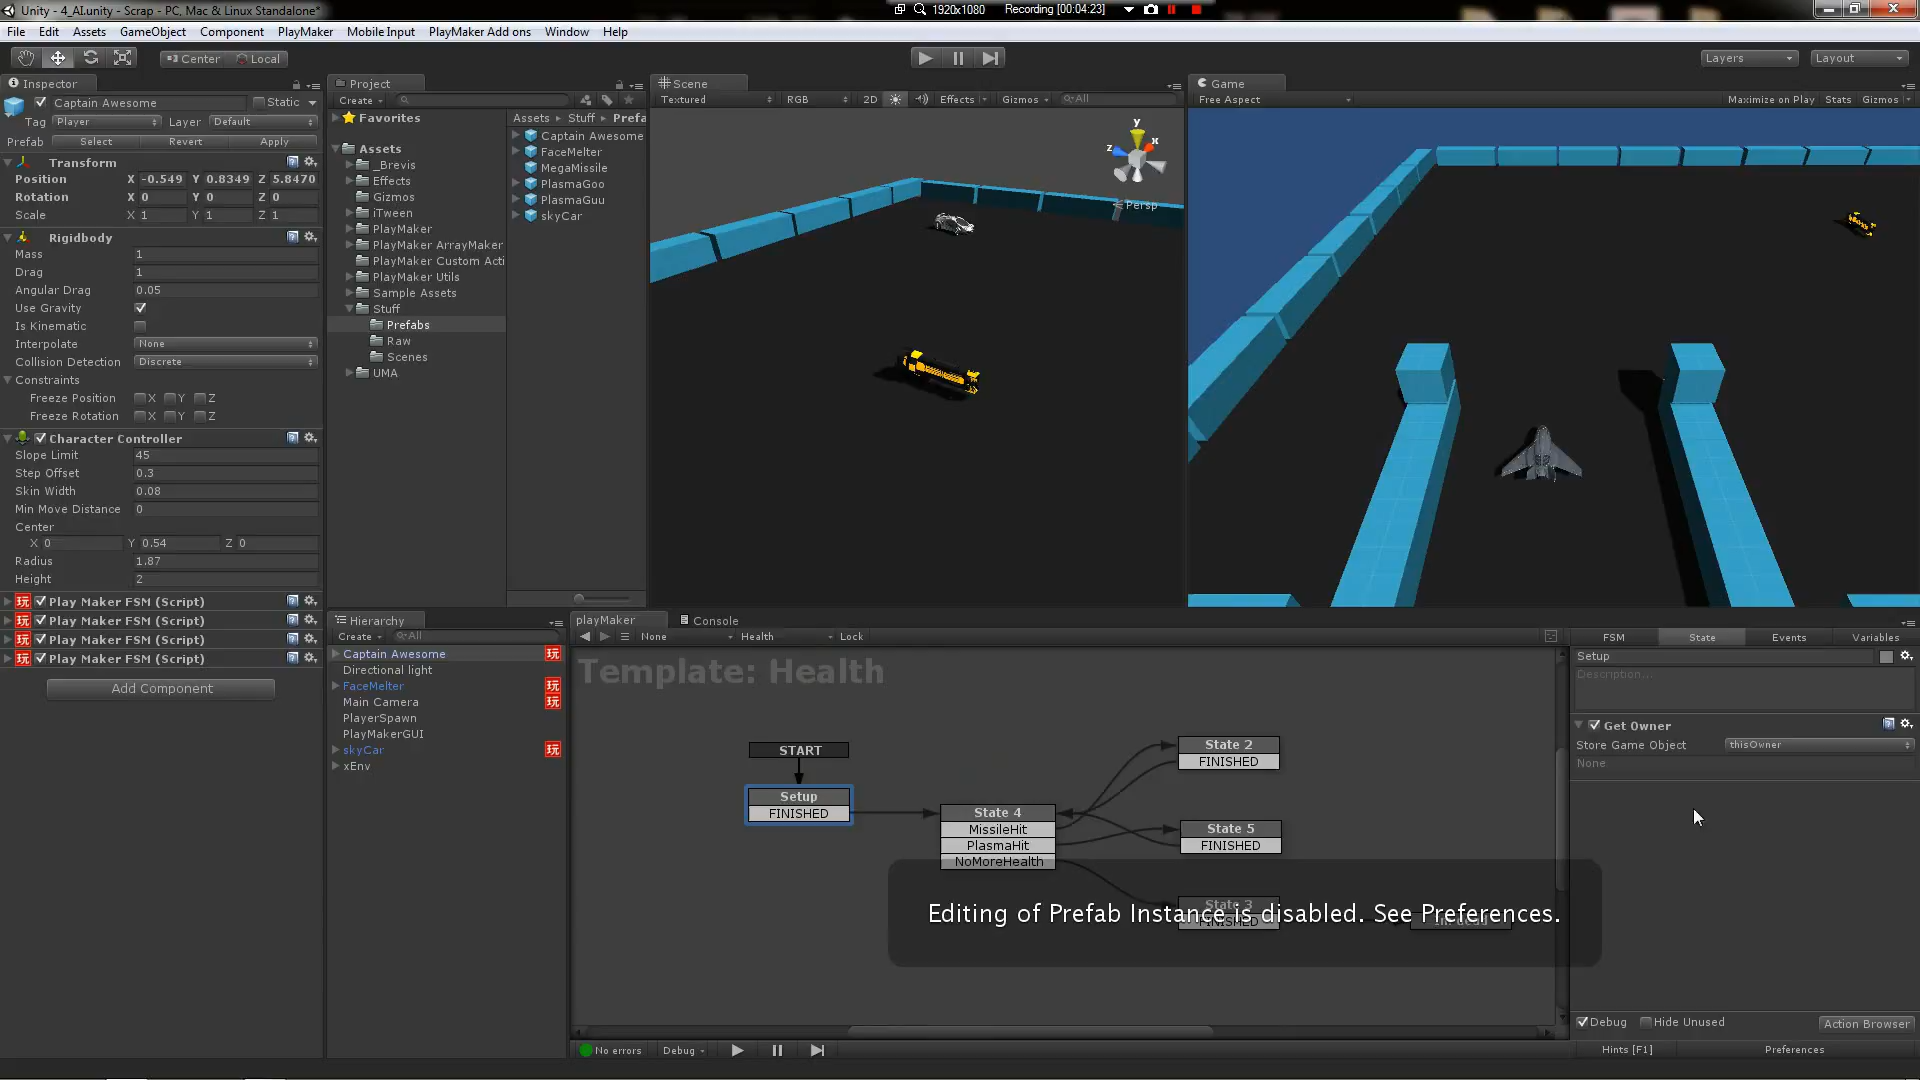 Unity - 4_AI.unity - Scrap - PC, Mac & Linux Standalone*
1920x1080
Recording [00:04:23]
File Edit Assets GameObject Component PlayMaker Mobile Input PlayMaker Add ons Window Help
Center Local
Layers
Layout
Inspector
Captain Awesome
Static
Tag Player Layer Default
Prefab Select Revert Apply
Transform
Position X -0.549 Y 0.8349 Z 5.8470
Rotation X 0 Y 0 Z 0
Scale X 1 Y 1 Z 1
Rigidbody
Mass 1
Drag 1
Angular Drag 0.05
Use Gravity
Is Kinematic
Interpolate None
Collision Detection Discrete
Constraints
Freeze Position X Y Z
Freeze Rotation X Y Z
Character Controller
Slope Limit 45
Step Offset 0.3
Skin Width 0.08
Min Move Distance 0
Center
X 0 Y 0.54 Z 0
Radius 1.87
Height 2
Play Maker FSM (Script)
Play Maker FSM (Script)
Play Maker FSM (Script)
Play Maker FSM (Script)
Add Component
Project
Create
Favorites
Assets
_Brevis
Effects
Gizmos
iTween
PlayMaker
PlayMaker ArrayMaker
PlayMaker Custom Acti
PlayMaker Utils
Sample Assets
Stuff
Prefabs
Raw
Scenes
UMA
Assets Stuff Prefa
Captain Awesome
FaceMelter
MegaMissile
PlasmaGoo
PlasmaGuu
skyCar
Scene
Textured RGB 2D Effects Gizmos All
y
x
z
Persp
Game
Free Aspect Maximize on Play Stats Gizmos
Hierarchy
Create All
Captain Awesome
Directional light
FaceMelter
Main Camera
PlayerSpawn
PlayMakerGUI
skyCar
xEnv
playMaker Console
None Health Lock
Template: Health
START
Setup
FINISHED
State 4
MissileHit
PlasmaHit
NoMoreHealth
State 2
FINISHED
State 5
FINISHED
State 3
FINISHED
Editing of Prefab Instance is disabled. See Preferences.
No errors Debug
FSM State Events Variables
Setup
Description...
Get Owner
Store Game Object thisOwner
None
Debug Hide Unused Action Browser
Hints [F1] Preferences